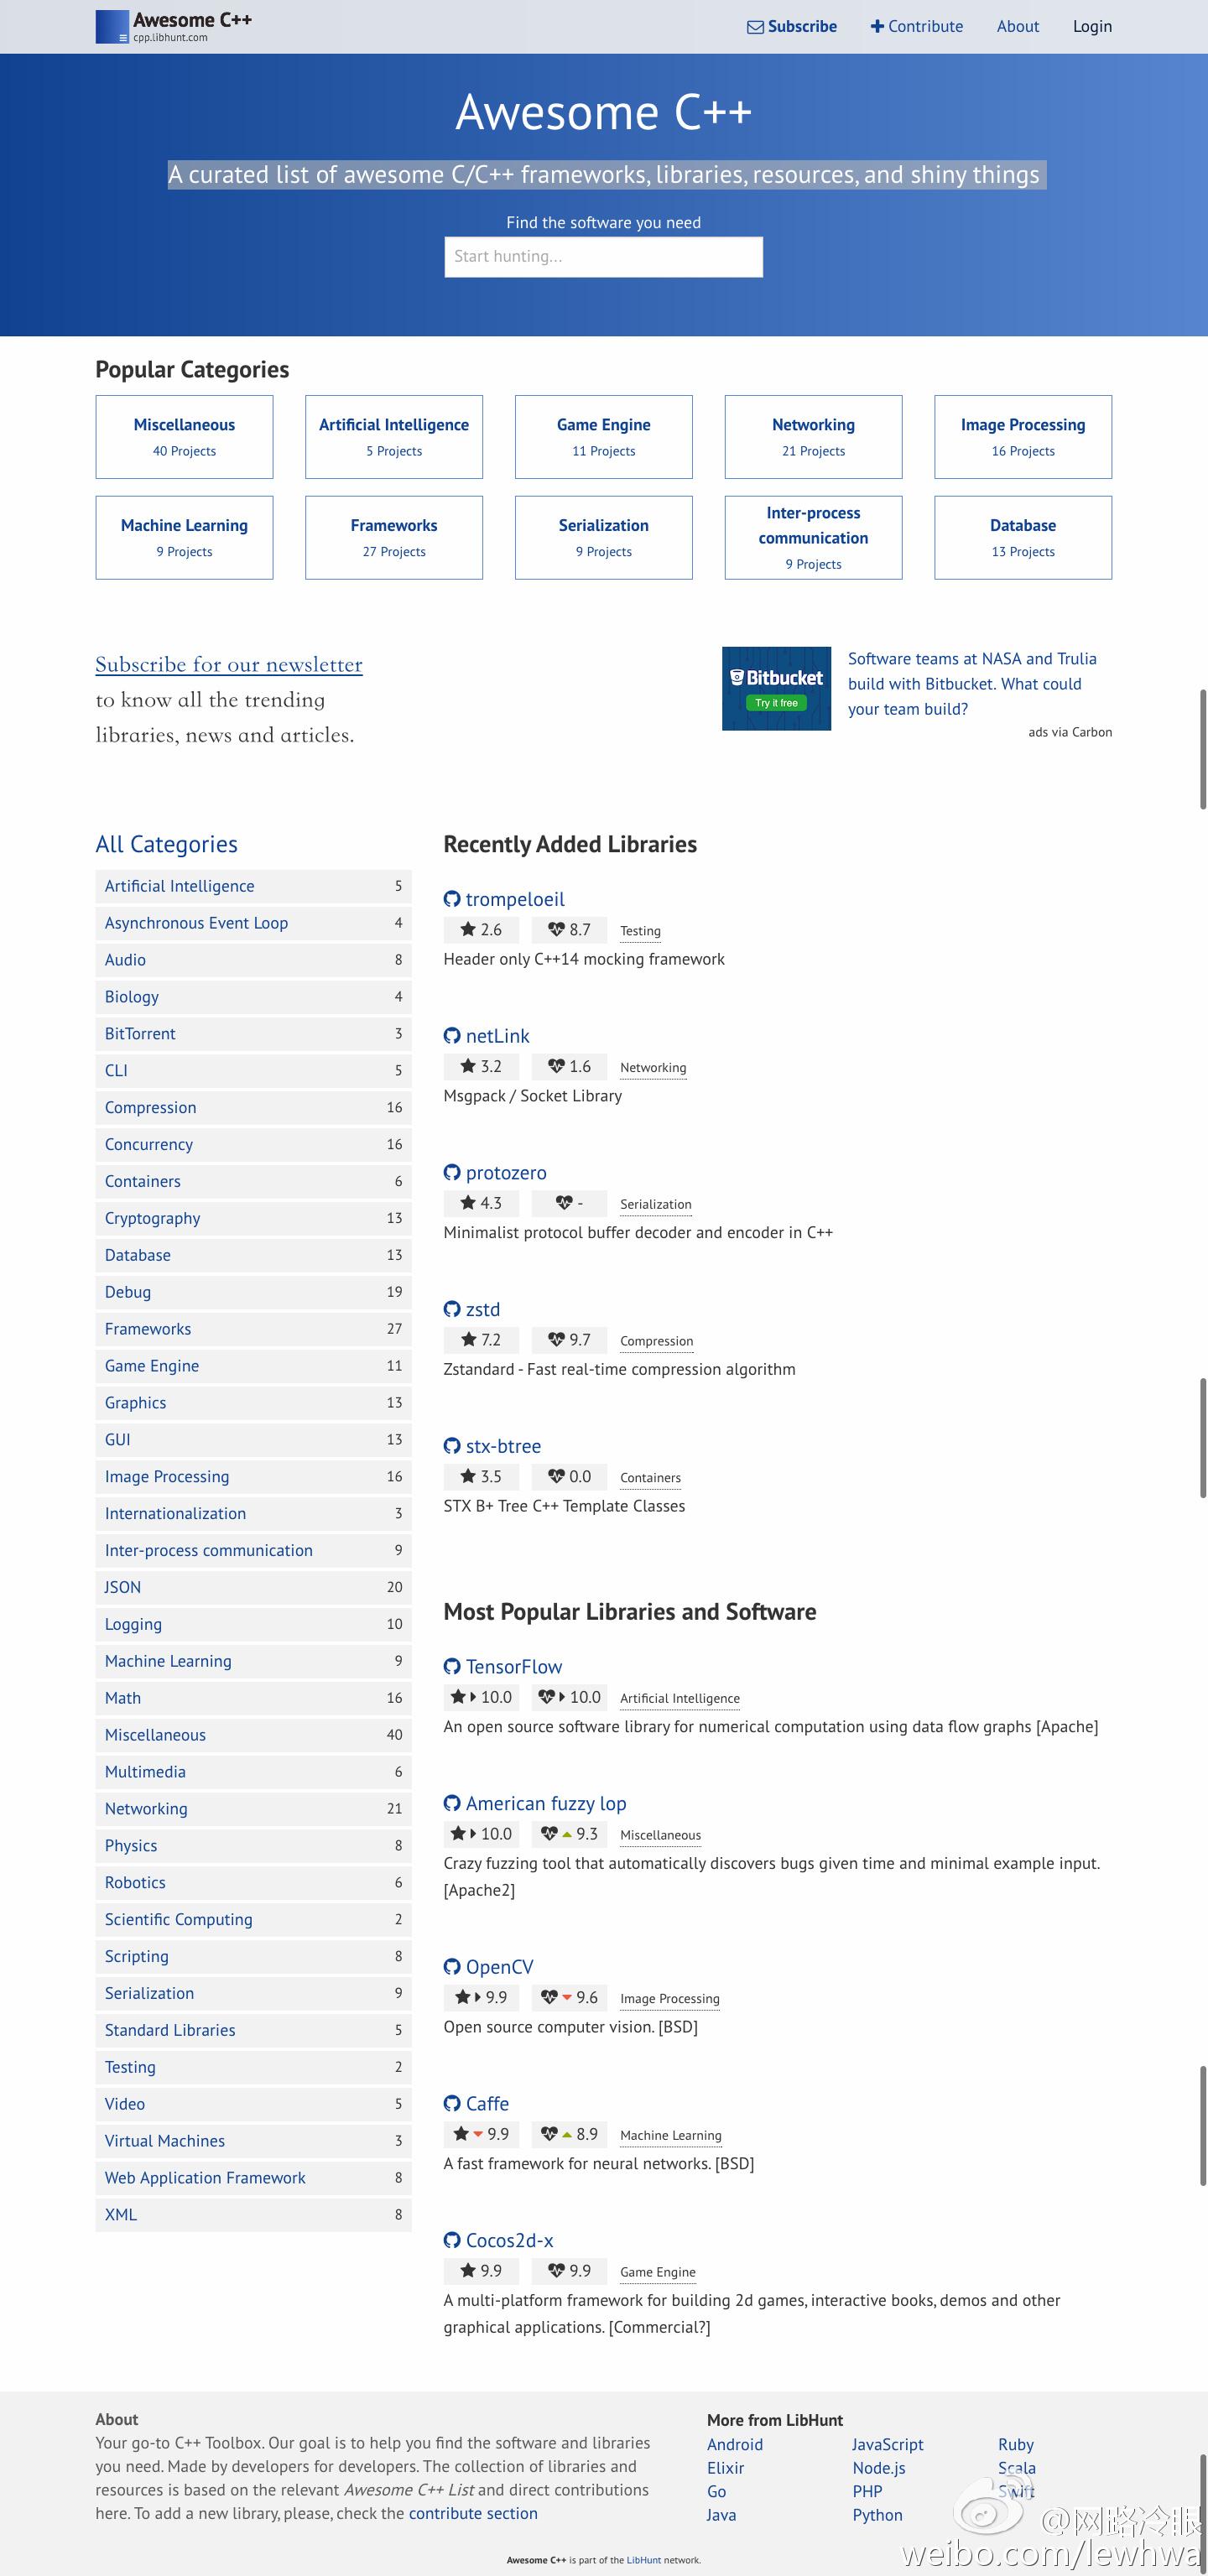 Awesome C++
cpp.libhunt.com
Subscribe
Contribute
About
Login
Awesome C++
A curated list of awesome C/C++ frameworks, libraries, resources, and shiny things
Find the software you need
Start hunting...
Popular Categories
Miscellaneous
40 Projects
Artificial Intelligence
5 Projects
Game Engine
11 Projects
Networking
21 Projects
Image Processing
16 Projects
Machine Learning
9 Projects
Frameworks
27 Projects
Serialization
9 Projects
Inter-process
communication
9 Projects
Database
13 Projects
Subscribe for our newsletter
to know all the trending
libraries, news and articles.
Bitbucket
Try it free
Software teams at NASA and Trulia
build with Bitbucket. What could
your team build?
ads via Carbon
All Categories
Artificial Intelligence 5
Asynchronous Event Loop 4
Audio 8
Biology 4
BitTorrent 3
CLI 5
Compression 16
Concurrency 16
Containers 6
Cryptography 13
Database 13
Debug 19
Frameworks 27
Game Engine 11
Graphics 13
GUI 13
Image Processing 16
Internationalization 3
Inter-process communication 9
JSON 20
Logging 10
Machine Learning 9
Math 16
Miscellaneous 40
Multimedia 6
Networking 21
Physics 8
Robotics 6
Scientific Computing 2
Scripting 8
Serialization 9
Standard Libraries 5
Testing 2
Video 5
Virtual Machines 3
Web Application Framework 8
XML 8
Recently Added Libraries
trompeloeil
2.6 8.7 Testing
Header only C++14 mocking framework
netLink
3.2 1.6 Networking
Msgpack / Socket Library
protozero
4.3 - Serialization
Minimalist protocol buffer decoder and encoder in C++
zstd
7.2 9.7 Compression
Zstandard - Fast real-time compression algorithm
stx-btree
3.5 0.0 Containers
STX B+ Tree C++ Template Classes
Most Popular Libraries and Software
TensorFlow
10.0 10.0 Artificial Intelligence
An open source software library for numerical computation using data flow graphs [Apache]
American fuzzy lop
10.0 9.3 Miscellaneous
Crazy fuzzing tool that automatically discovers bugs given time and minimal example input.
[Apache2]
OpenCV
9.9 9.6 Image Processing
Open source computer vision. [BSD]
Caffe
9.9 8.9 Machine Learning
A fast framework for neural networks. [BSD]
Cocos2d-x
9.9 9.9 Game Engine
A multi-platform framework for building 2d games, interactive books, demos and other
graphical applications. [Commercial?]
About
Your go-to C++ Toolbox. Our goal is to help you find the software and libraries
you need. Made by developers for developers. The collection of libraries and
resources is based on the relevant Awesome C++ List and direct contributions
here. To add a new library, please, check the contribute section
More from LibHunt
Android JavaScript Ruby
Elixir Node.js Scala
Go PHP Swift
Java Python
Awesome C++ is part of the LibHunt network.
@网路冷眼
weibo.com/lewhwa